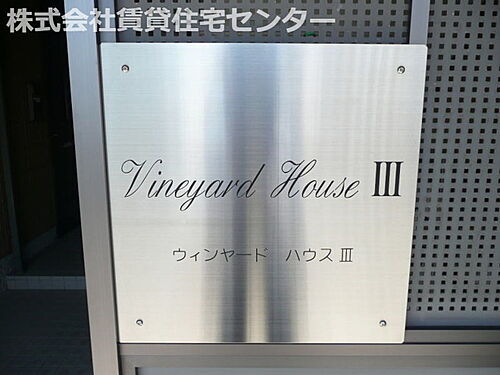 株式会社賃貸住宅センター
Vineyard House III
ウィンヤード ハウスⅢ